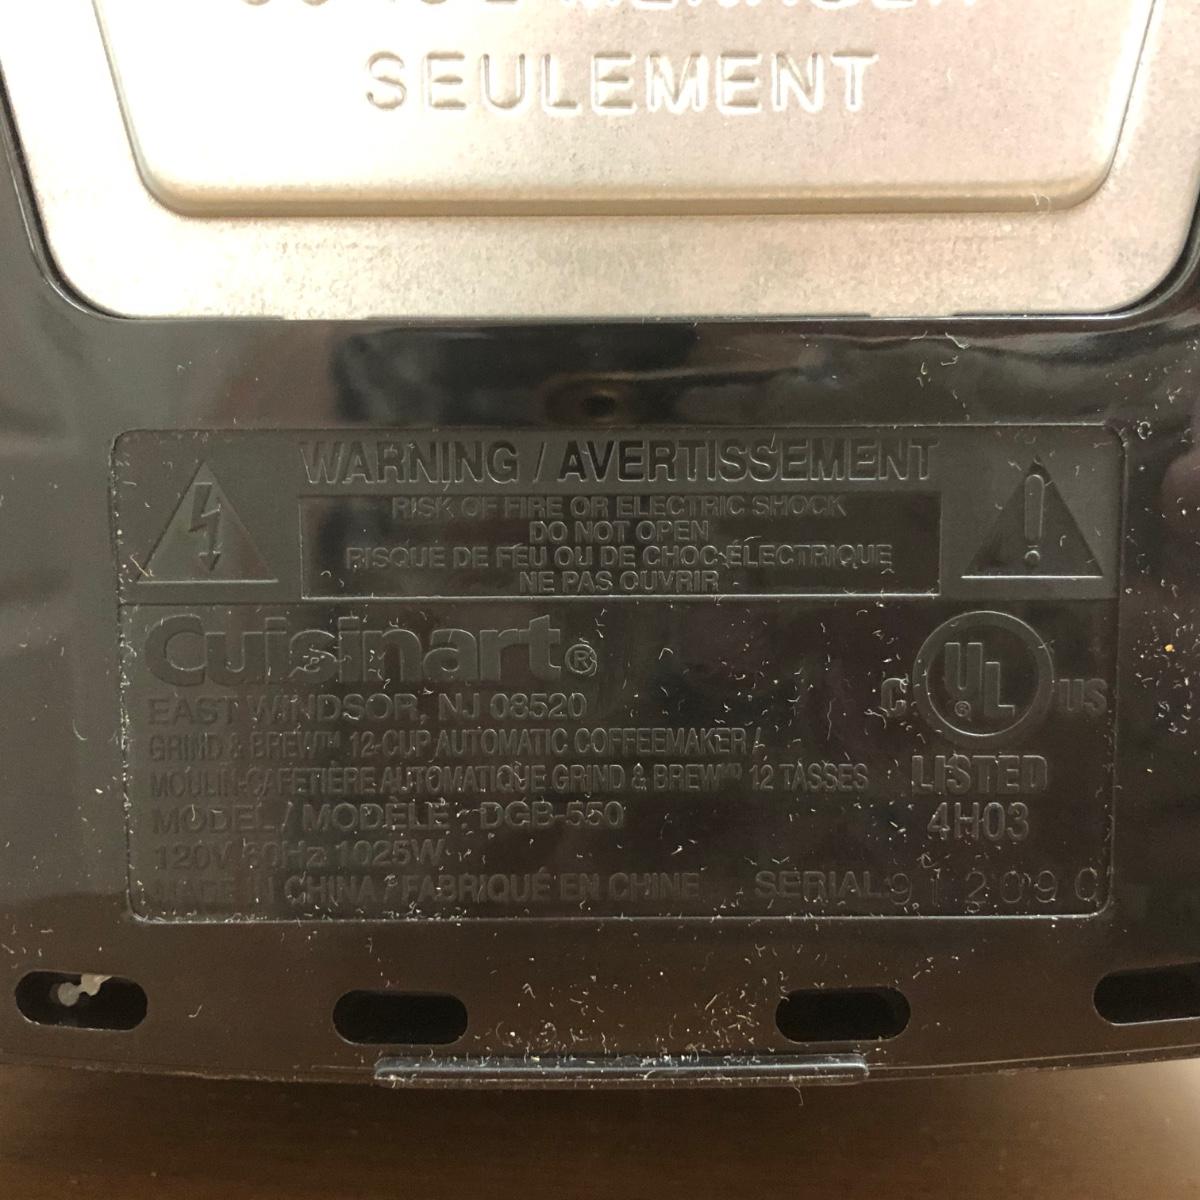 SEULEMENT
WARNING / AVERTISSEMENT
RISK OF FIRE OR ELECTRIC SHOCK
DO NOT OPEN
RISQUE DE FEU OU DE CHOC ÉLECTRIQUE
NE PAS OUVRIR
Cuisinart®
EAST WINDSOR, NJ 08520
GRIND & BREW™ 12-CUP AUTOMATIC COFFEEMAKER /
MOULIN-CAFETIÈRE AUTOMATIQUE GRIND & BREW MD 12 TASSES
MODEL / MODÈLE : DGB-550
120V 60Hz 1025W
MADE IN CHINA / FABRIQUÉ EN CHINE
C UL® US
LISTED
4H03
SERIAL: 91209C